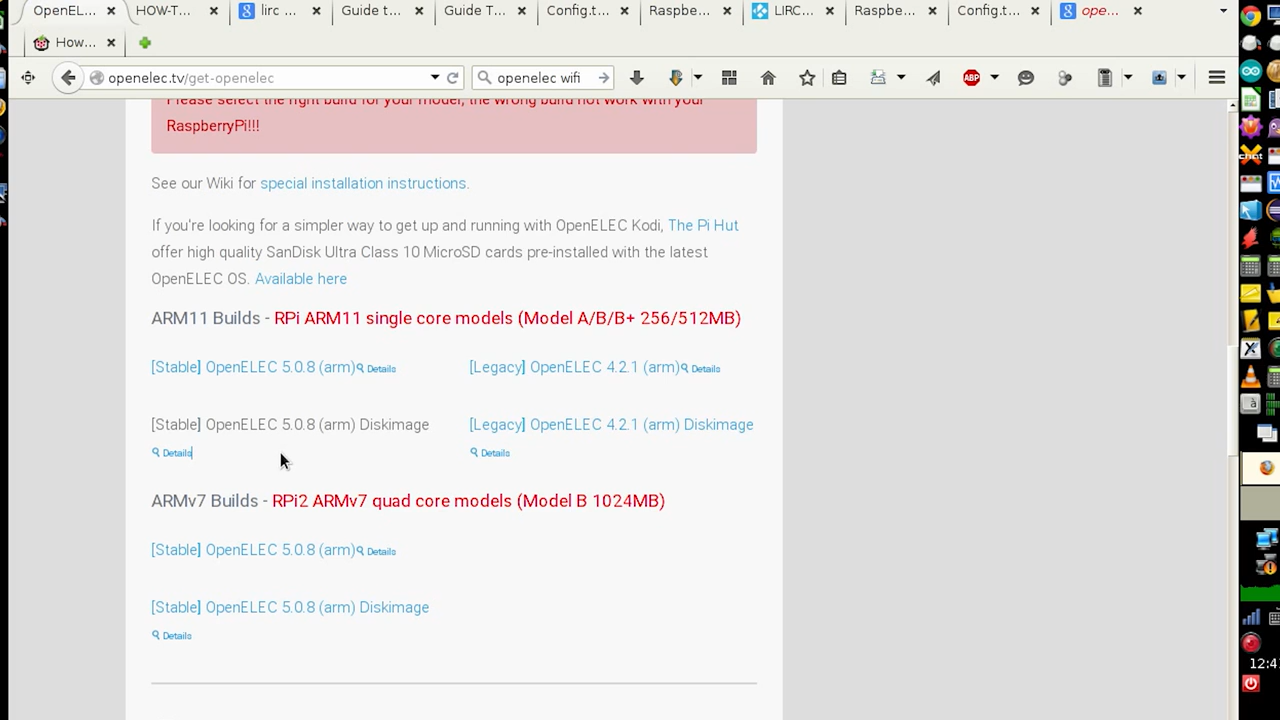 OpenEL...
HOW-T...
lirc ...
Guide t...
Guide T...
Config.t...
Raspbe...
LIRC...
Raspbe...
Config.t
ope...
How...
openelec.tv/get-openelec
openelec wifi
ABP
Please select the right build for your model, the wrong build not work with your
RaspberryPi!!!
See our Wiki for special installation instructions.
If you're looking for a simpler way to get up and running with OpenELEC Kodi, The Pi Hut
offer high quality SanDisk Ultra Class 10 MicroSD cards pre-installed with the latest
OpenELEC OS. Available here
ARM11 Builds - RPi ARM11 single core models (Model A/B/B+ 256/512MB)
[Stable] OpenELEC 5.0.8 (arm) Details
[Legacy] OpenELEC 4.2.1 (arm) Details
[Stable] OpenELEC 5.0.8 (arm) Diskimage
Details
[Legacy] OpenELEC 4.2.1 (arm) Diskimage
Details
ARMv7 Builds - RPi2 ARMv7 quad core models (Model B 1024MB)
[Stable] OpenELEC 5.0.8 (arm) Details
[Stable] OpenELEC 5.0.8 (arm) Diskimage
Details